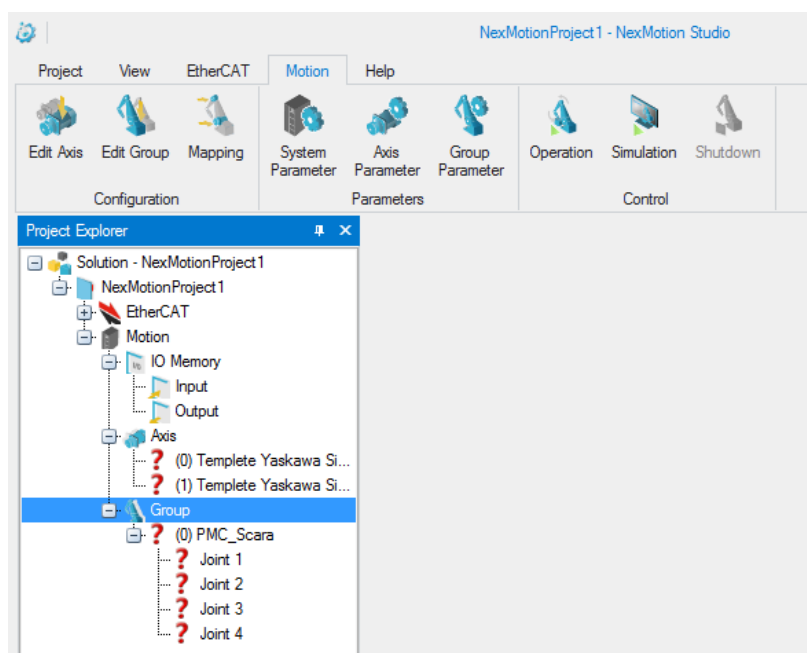 NexMotionProject1 - NexMotion Studio
Project View EtherCAT Motion Help
Edit Axis Edit Group Mapping System Parameter Axis Parameter Group Parameter Operation Simulation Shutdown
Configuration Parameters Control
Project Explorer
Solution - NexMotionProject1
NexMotionProject1
EtherCAT
Motion
IO Memory
Input
Output
Axis
(0) Templete Yaskawa Si...
(1) Templete Yaskawa Si...
Group
(0) PMC_Scara
Joint 1
Joint 2
Joint 3
Joint 4